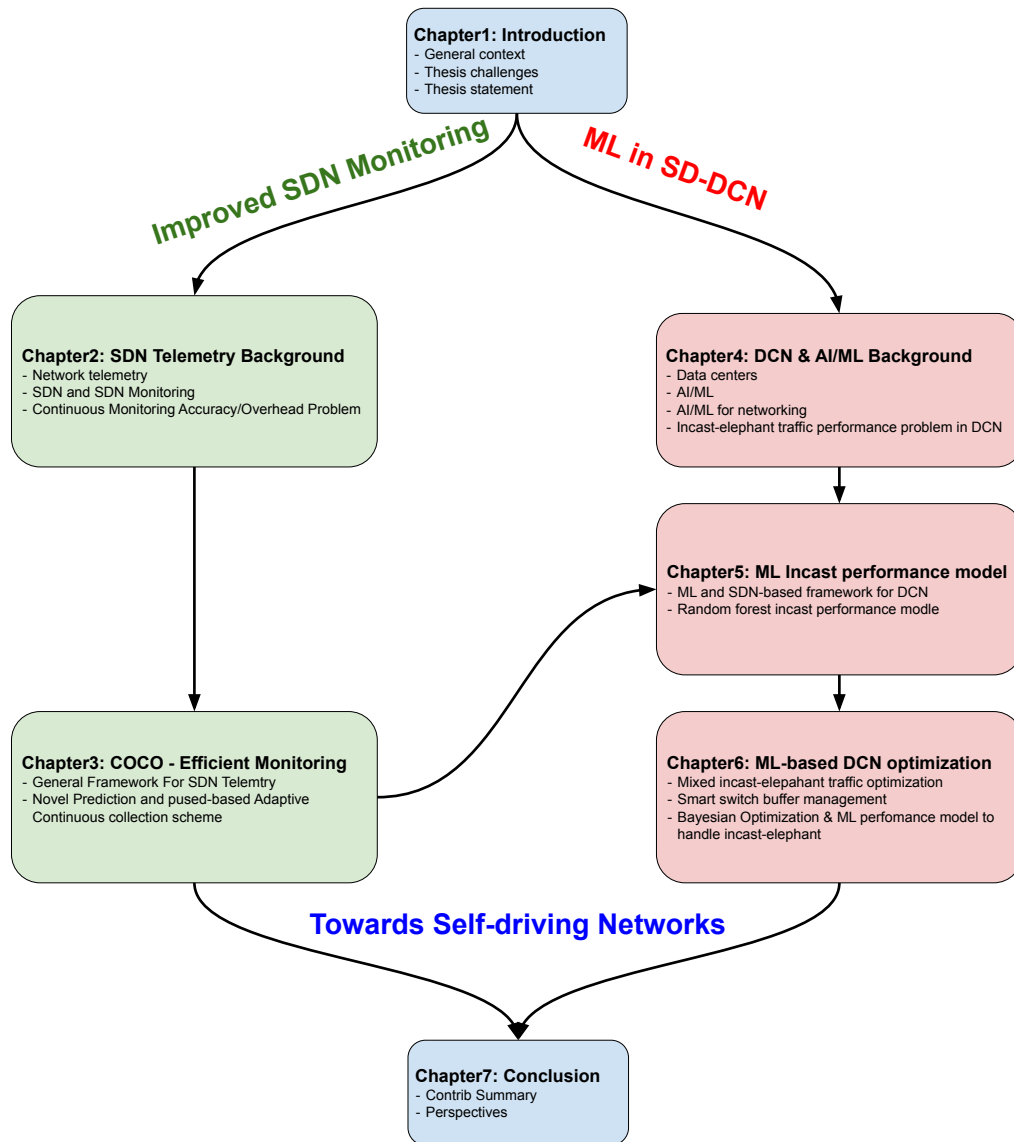 Chapter1: Introduction
- General context
- Thesis challenges
- Thesis statement
Improved SDN Monitoring
ML in SD-DCN
Chapter2: SDN Telemetry Background
- Network telemetry
- SDN and SDN Monitoring
- Continuous Monitoring Accuracy/Overhead Problem
Chapter4: DCN & AI/ML Background
- Data centers
- AI/ML
- AI/ML for networking
- Incast-elephant traffic performance problem in DCN
Chapter5: ML Incast performance model
- ML and SDN-based framework for DCN
- Random forest incast performance modle
Chapter3: COCO - Efficient Monitoring
- General Framework For SDN Telemtry
- Novel Prediction and pused-based Adaptive
Continuous collection scheme
Chapter6: ML-based DCN optimization
- Mixed incast-elepahant traffic optimization
- Smart switch buffer management
- Bayesian Optimization & ML perfomance model to
handle incast-elephant
Towards Self-driving Networks
Chapter7: Conclusion
- Contrib Summary
- Perspectives